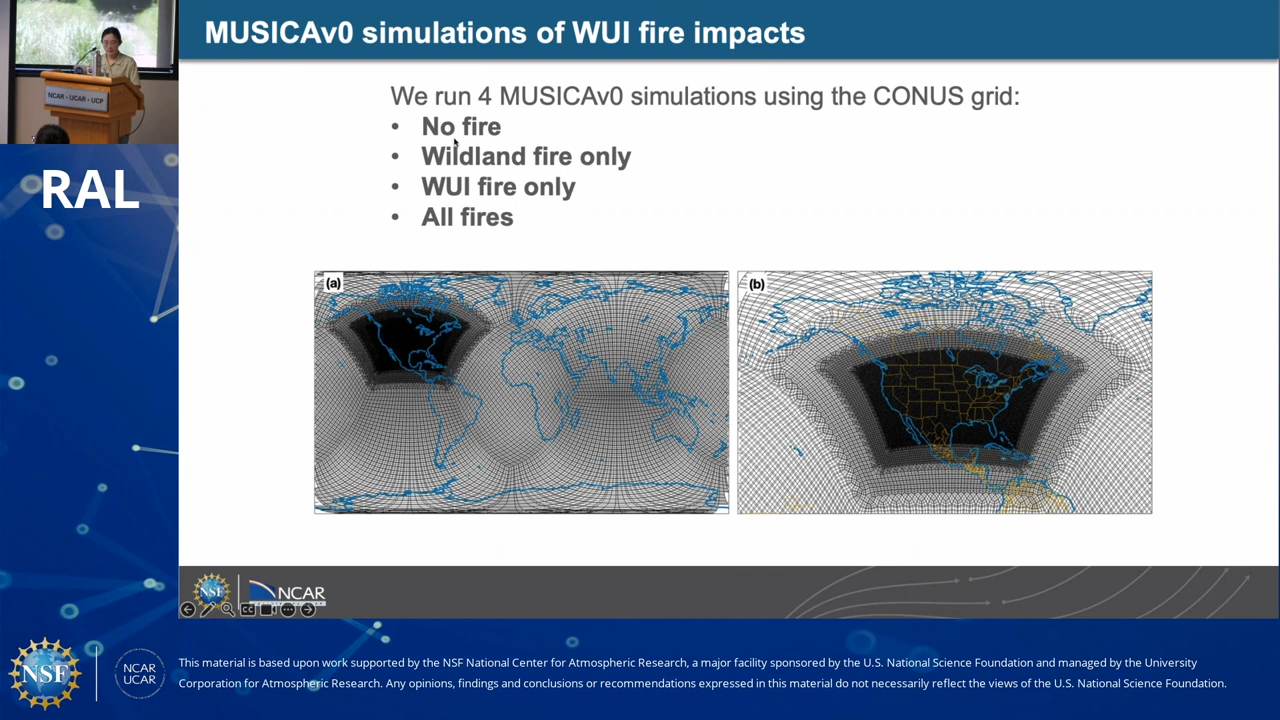 MUSICAv0 simulations of WUI fire impacts
NCAR • UCAR • UCP
RAL
We run 4 MUSICAv0 simulations using the CONUS grid:
• No fire
• Wildland fire only
• WUI fire only
• All fires
(a)
(b)
NSF
NCAR
NSF
NCAR
UCAR
This material is based upon work supported by the NSF National Center for Atmospheric Research, a major facility sponsored by the U.S. National Science Foundation and managed by the University
Corporation for Atmospheric Research. Any opinions, findings and conclusions or recommendations expressed in this material do not necessarily reflect the views of the U.S. National Science Foundation.